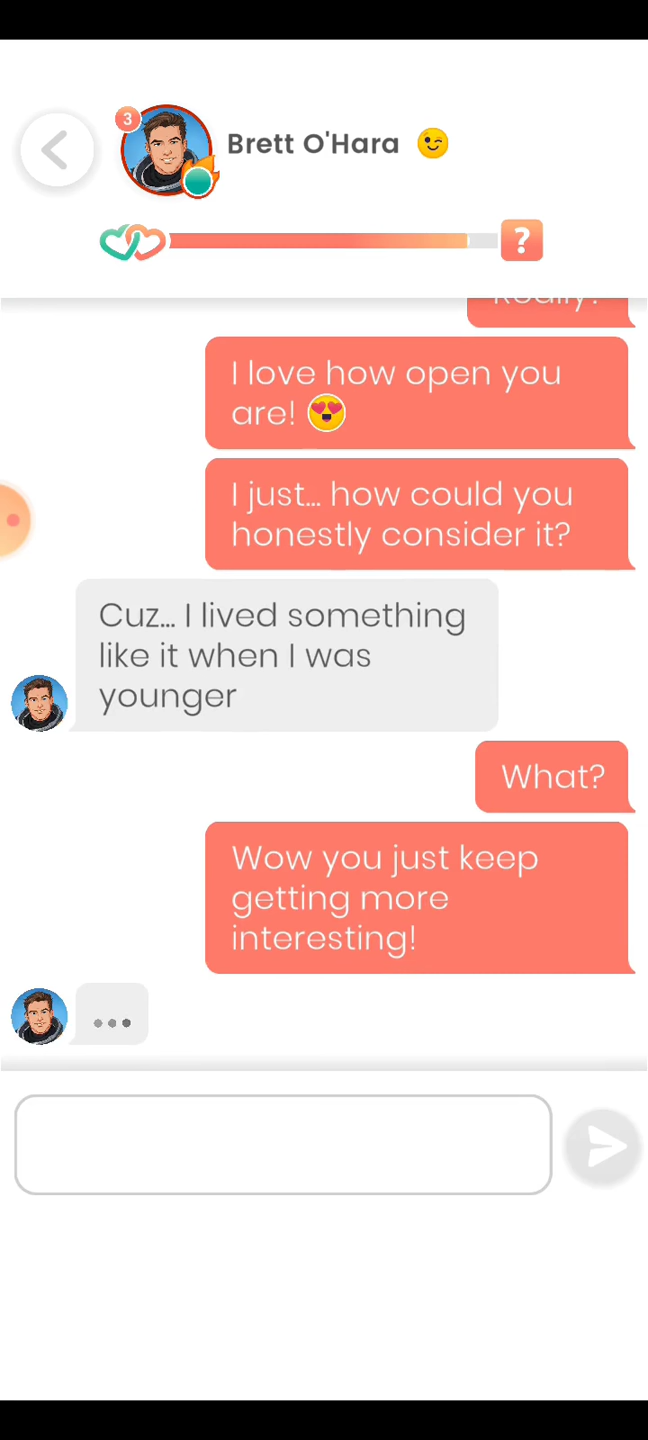 3
Brett O'Hara 😉
?
Really?
I love how open you
are! 😍
I just... how could you
honestly consider it?
Cuz... I lived something
like it when I was
younger
What?
Wow you just keep
getting more
interesting!
...